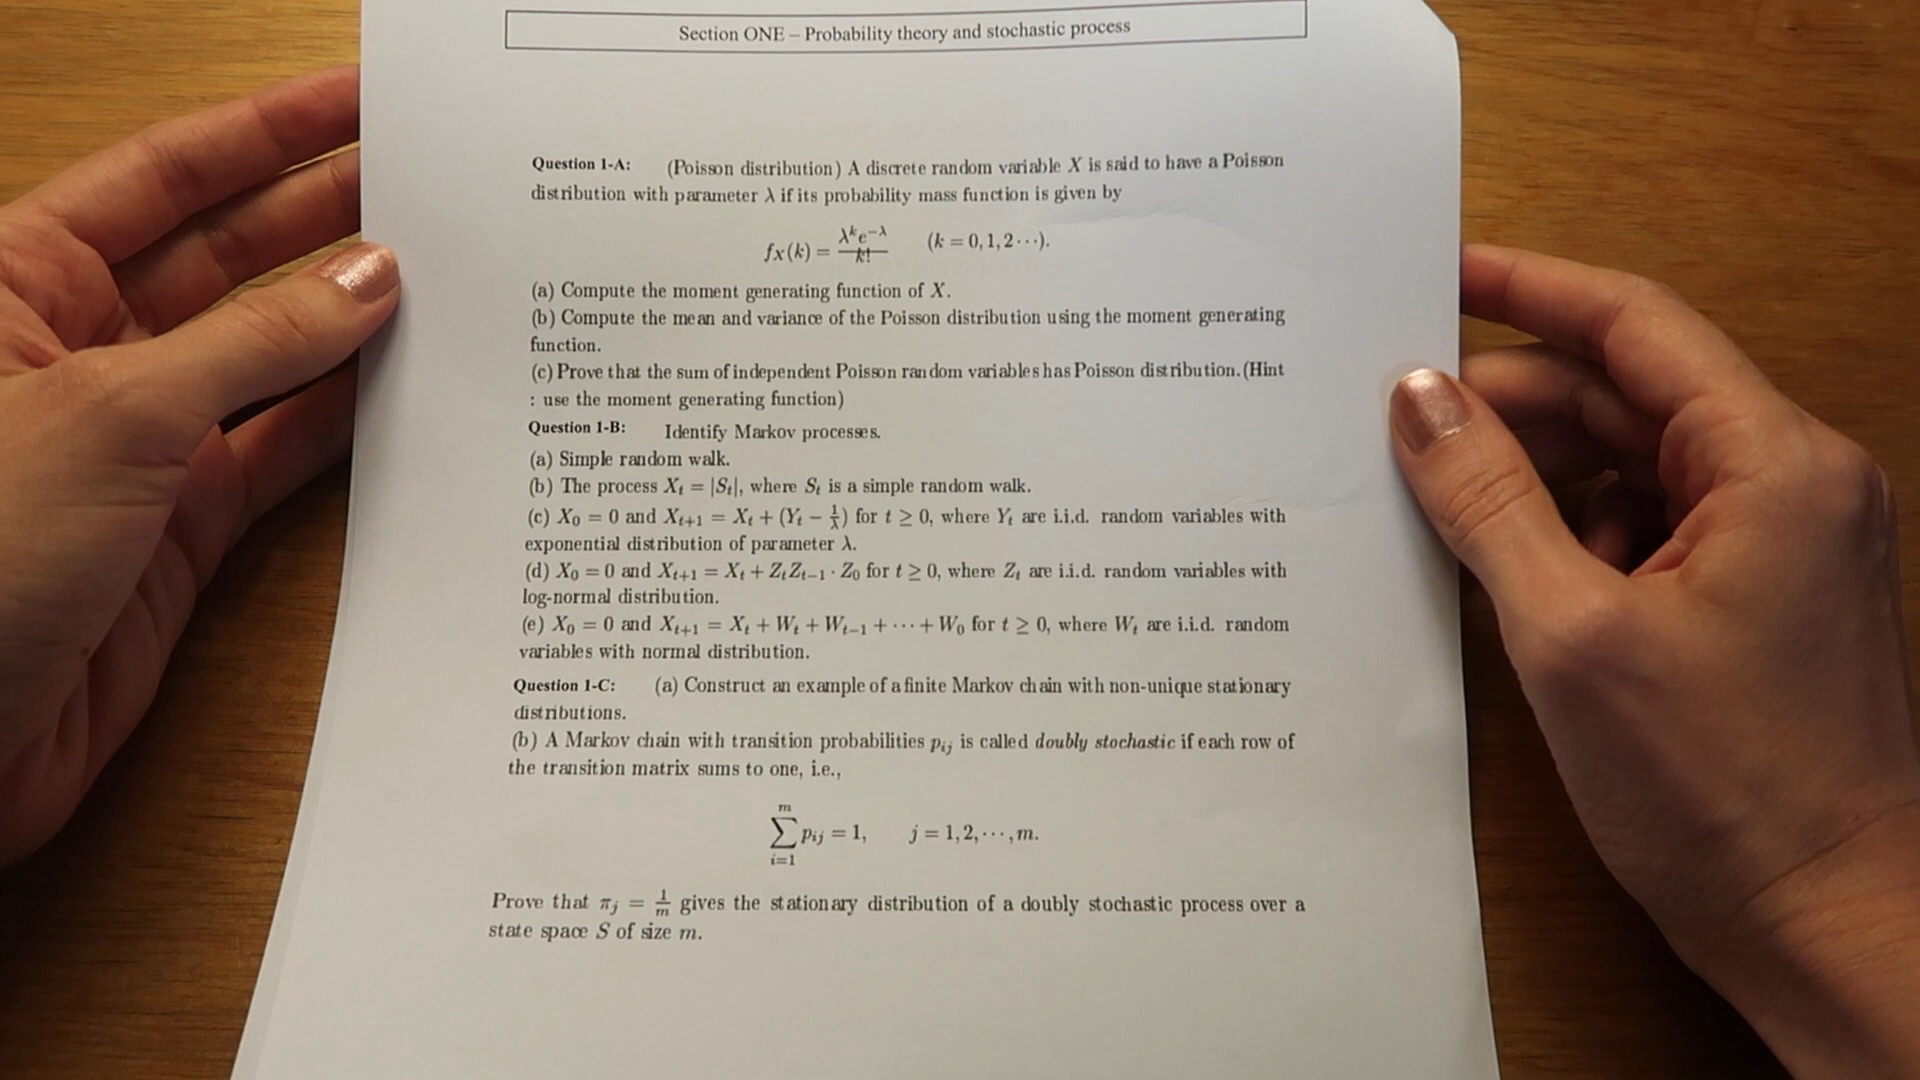 Section ONE – Probability theory and stochastic process
Question 1-A: (Poisson distribution) A discrete random variable X is said to have a Poisson
distribution with parameter λ if its probability mass function is given by
fX(k) = λ^k e^−λ / k! (k = 0, 1, 2 ⋯).
(a) Compute the moment generating function of X.
(b) Compute the mean and variance of the Poisson distribution using the moment generating
function.
(c) Prove that the sum of independent Poisson random variables has Poisson distribution. (Hint
: use the moment generating function)
Question 1-B: Identify Markov processes.
(a) Simple random walk.
(b) The process Xt = |St|, where St is a simple random walk.
(c) X0 = 0 and Xt+1 = Xt + (Yt − 1/λ) for t ≥ 0, where Yt are i.i.d. random variables with
exponential distribution of parameter λ.
(d) X0 = 0 and Xt+1 = Xt + ZtZt−1 · Z0 for t ≥ 0, where Zt are i.i.d. random variables with
log-normal distribution.
(e) X0 = 0 and Xt+1 = Xt + Wt + Wt−1 + ⋯ + W0 for t ≥ 0, where Wt are i.i.d. random
variables with normal distribution.
Question 1-C: (a) Construct an example of a finite Markov chain with non-unique stationary
distributions.
(b) A Markov chain with transition probabilities pij is called doubly stochastic if each row of
the transition matrix sums to one, i.e.,
∑_{i=1}^{m} pij = 1, j = 1, 2, ⋯ , m.
Prove that πj = 1/m gives the stationary distribution of a doubly stochastic process over a
state space S of size m.